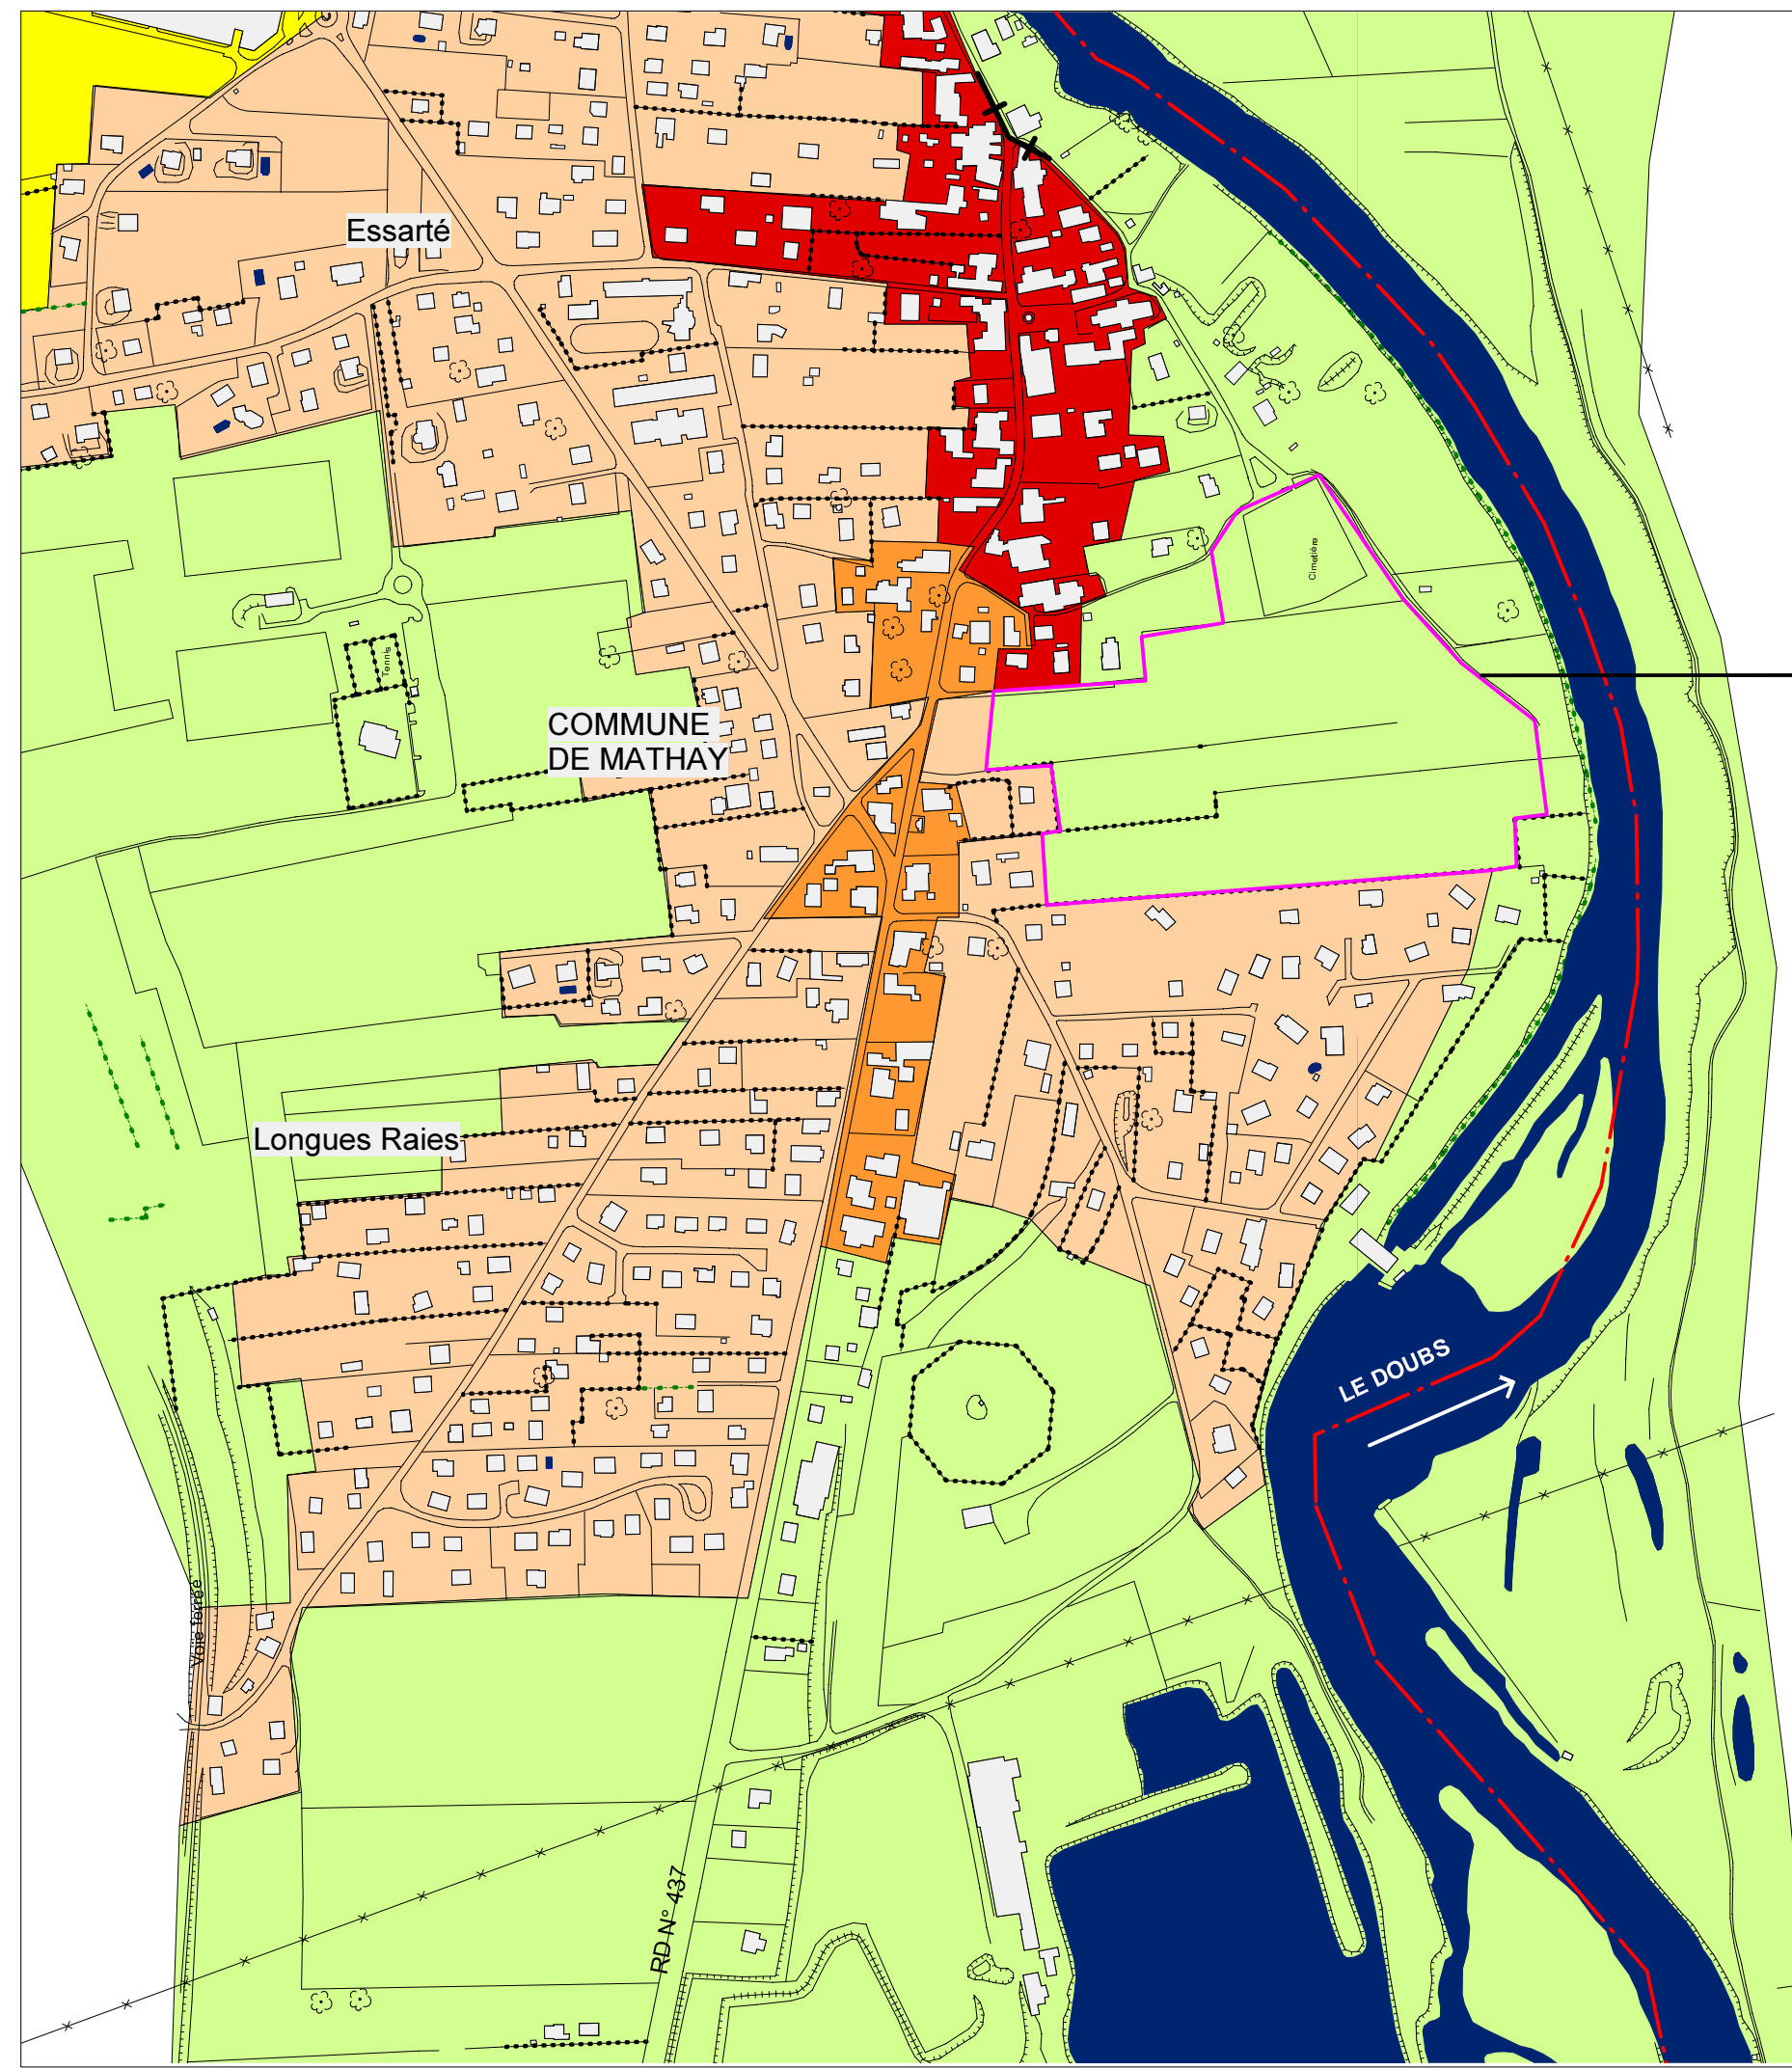 Essarté
Cimetière
Tennis
COMMUNE
DE MATHAY
Longues Raies
LE DOUBS
Voie ferrée
RD N° 437